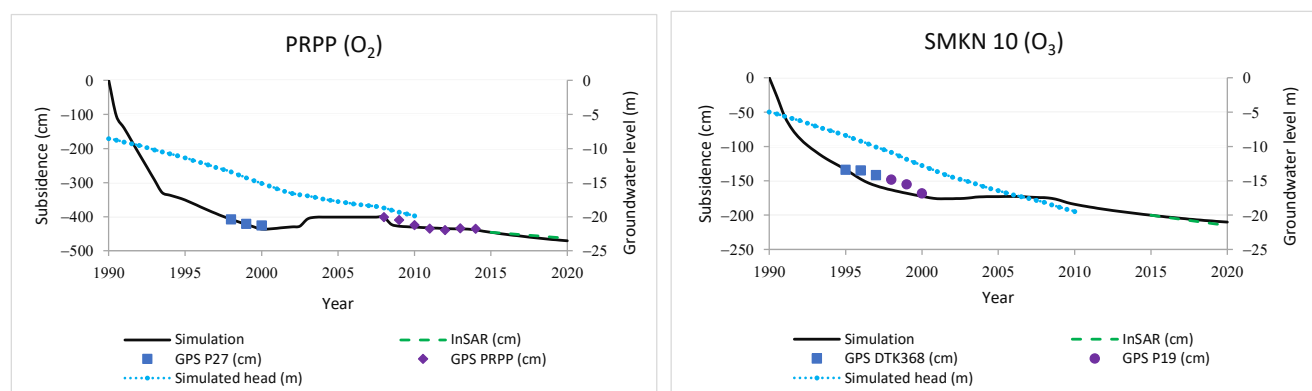 PRPP (O₂)
Subsidence (cm)
0
−100
−200
−300
−400
−500
0
−5
−10
−15
−20
−25
Groundwater level (m)
1990 1995 2000 2005 2010 2015 2020
Year
Simulation InSAR (cm)
GPS P27 (cm) GPS PRPP (cm)
Simulated head (m)
SMKN 10 (O₃)
Subsidence (cm)
0
−50
−100
−150
−200
−250
0
−5
−10
−15
−20
−25
Groundwater level m)
1990 1995 2000 2005 2010 2015 2020
Year
Simulation InSAR (cm)
GPS DTK368 (cm) GPS P19 (cm)
Simulated head (m)